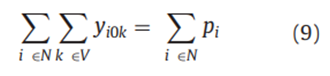 ∑_{i ∈N} ∑_{k ∈V} y_{i0k} = ∑_{i ∈N} p_i (9)